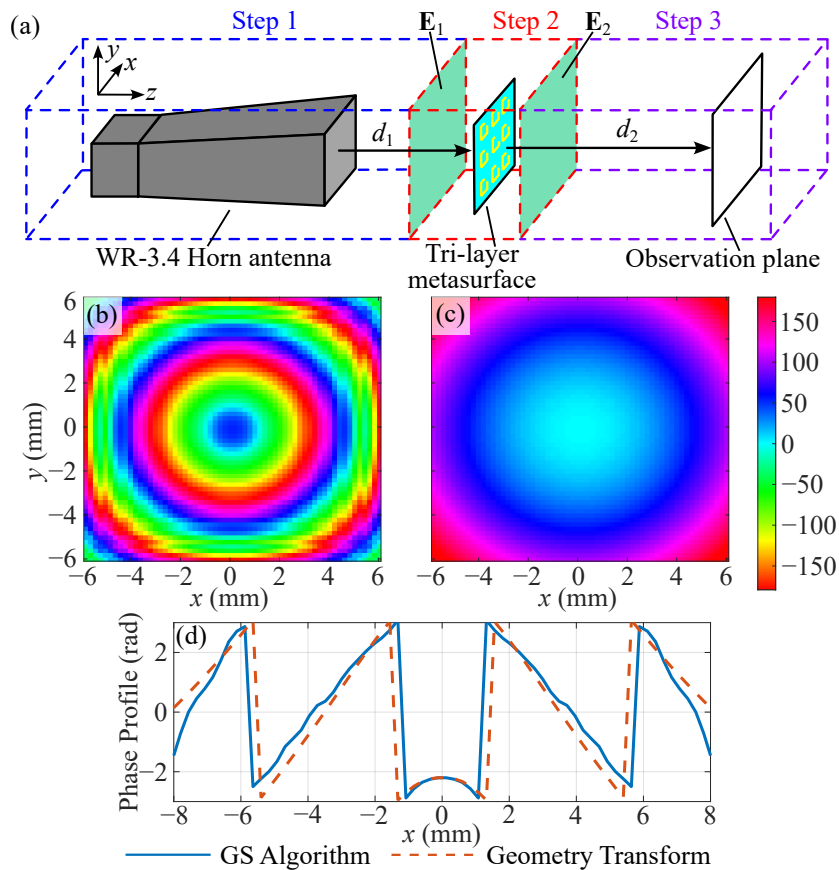 (a)
Step 1
E1
Step 2
E2
Step 3
y
x
z
d1
d2
WR-3.4 Horn antenna
Tri-layer
metasurface
Observation plane
(b)
(c)
6
4
2
0
−2
−4
−6
y (mm)
−6 −4 −2 0 2 4 6
x (mm)
−6 −4 −2 0 2 4 6
x (mm)
150
100
50
0
−50
−100
−150
(d)
Phase Profile (rad)
2
0
−2
−8 −6 −4 −2 0 2 4 6 8
x (mm)
GS Algorithm
Geometry Transform